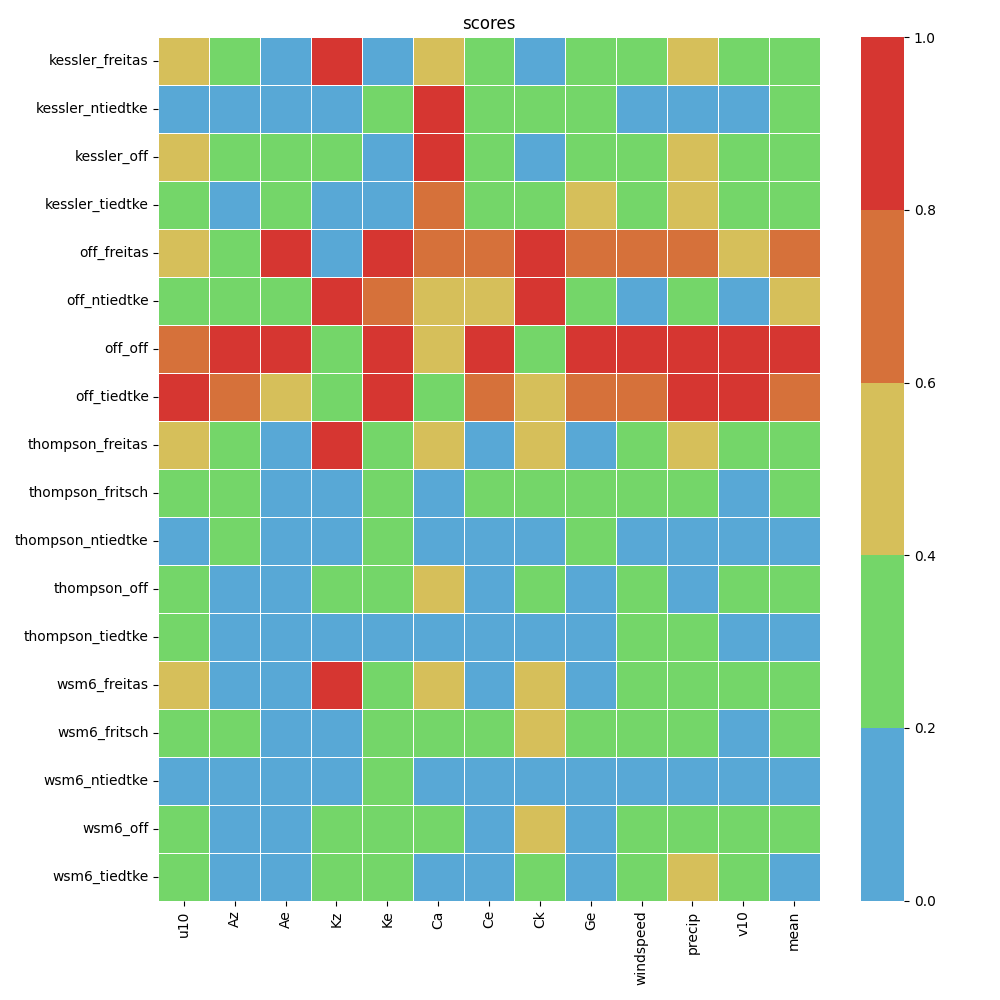 scores
kessler_freitas
kessler_ntiedtke
kessler_off
kessler_tiedtke
off_freitas
off_ntiedtke
off_off
off_tiedtke
thompson_freitas
thompson_fritsch
thompson_ntiedtke
thompson_off
thompson_tiedtke
wsm6_freitas
wsm6_fritsch
wsm6_ntiedtke
wsm6_off
wsm6_tiedtke
u10
Az
Ae
Kz
Ke
Ca
Ce
Ck
Ge
windspeed
precip
v10
mean
1.0
0.8
0.6
0.4
0.2
0.0